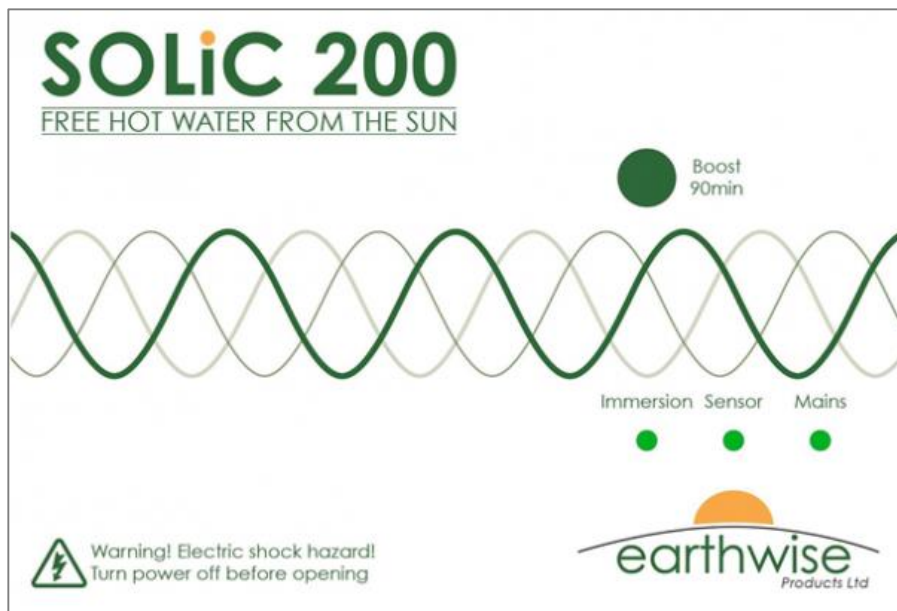 SOLiC 200
FREE HOT WATER FROM THE SUN
Boost
90min
Immersion Sensor Mains
Warning! Electric shock hazard!
Turn power off before opening
earthwise
Products Ltd